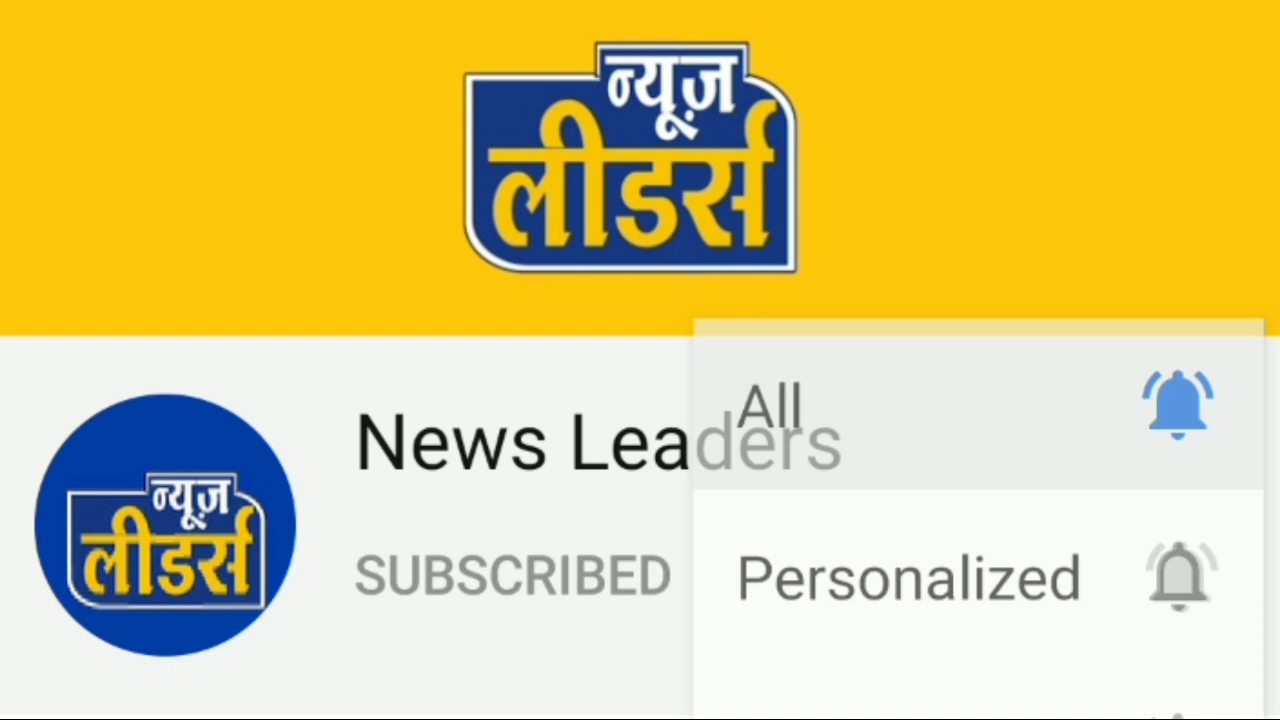 न्यूज़
लीडर्स
न्यूज़
लीडर्स
News Leaders
SUBSCRIBED
All
Personalized